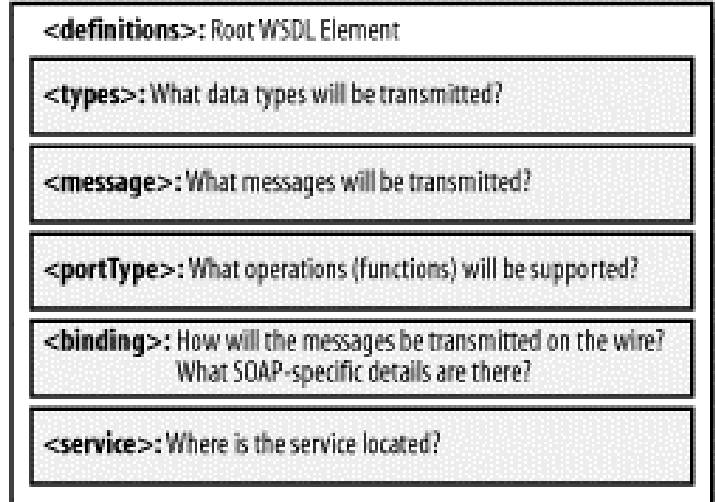 <definitions>: Root WSDL Element
<types>: What data types will be transmitted?
<message>: What messages will be transmitted?
<portType>: What operations (functions) will be supported?
<binding>: How will the messages be transmitted on the wire?
What SOAP-specific details are there?
<service>: Where is the service located?